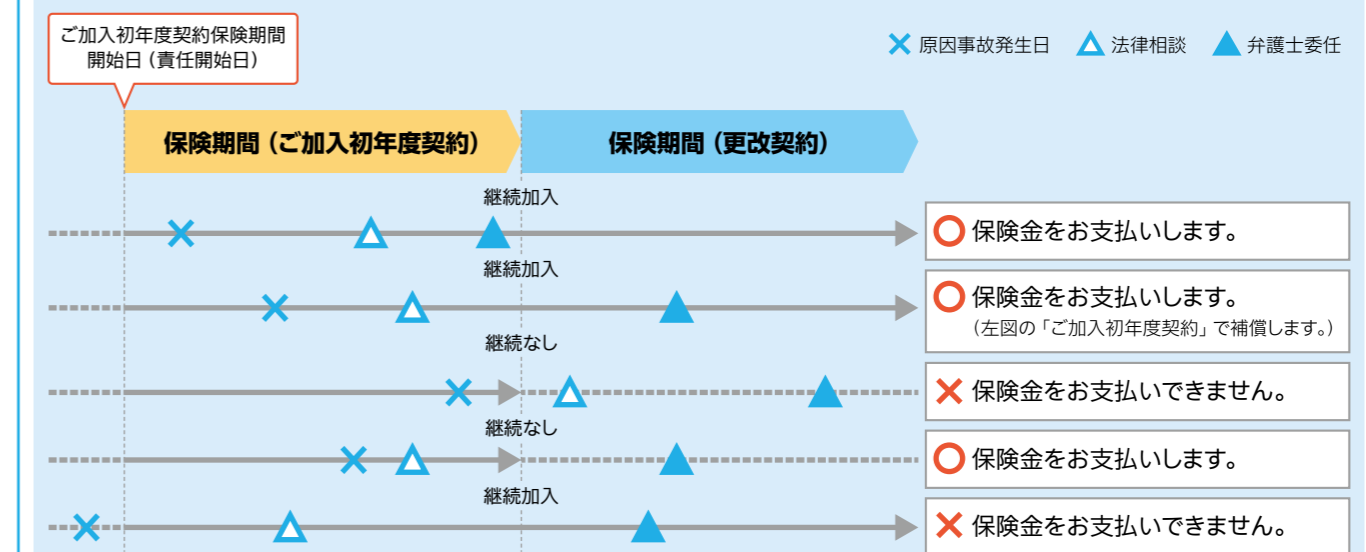 ご加入初年度契約保険期間
開始日（責任開始日）
原因事故発生日 法律相談 弁護士委任
保険期間（ご加入初年度契約） 保険期間（更改契約）
継続加入
保険金をお支払いします。
継続加入
保険金をお支払いします。
（左図の「ご加入初年度契約」で補償します。）
継続なし
保険金をお支払いできません。
継続なし
保険金をお支払いします。
継続加入
保険金をお支払いできません。